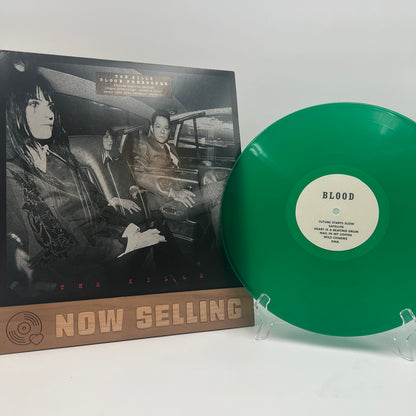 THE KILLS
BLOOD PRESSURES
THE KILLS
NOW SELLING
BLOOD
FUTURE STARTS SLOW
SATELLITE
HEART IS A BEATING DRUM
NAIL IN MY COFFIN
WILD CHARMS
DNA